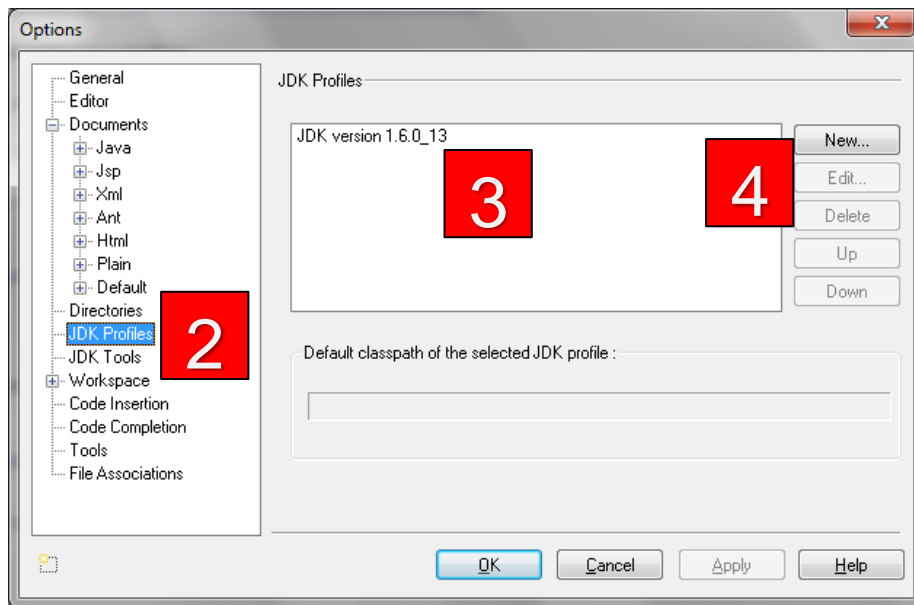 Options
General
Editor
Documents
Java
Jsp
Xml
Ant
Html
Plain
Default
Directories
JDK Profiles
JDK Tools
Workspace
Code Insertion
Code Completion
Tools
File Associations
2
JDK Profiles
JDK version 1.6.0_13
3
4
New...
Edit...
Delete
Up
Down
Default classpath of the selected JDK profile :
OK
Cancel
Apply
Help